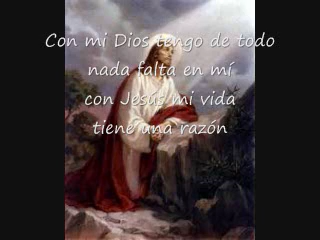 Con mi Dios tengo de todo
nada falta en mí
con Jesús mi vida
tiene una razón